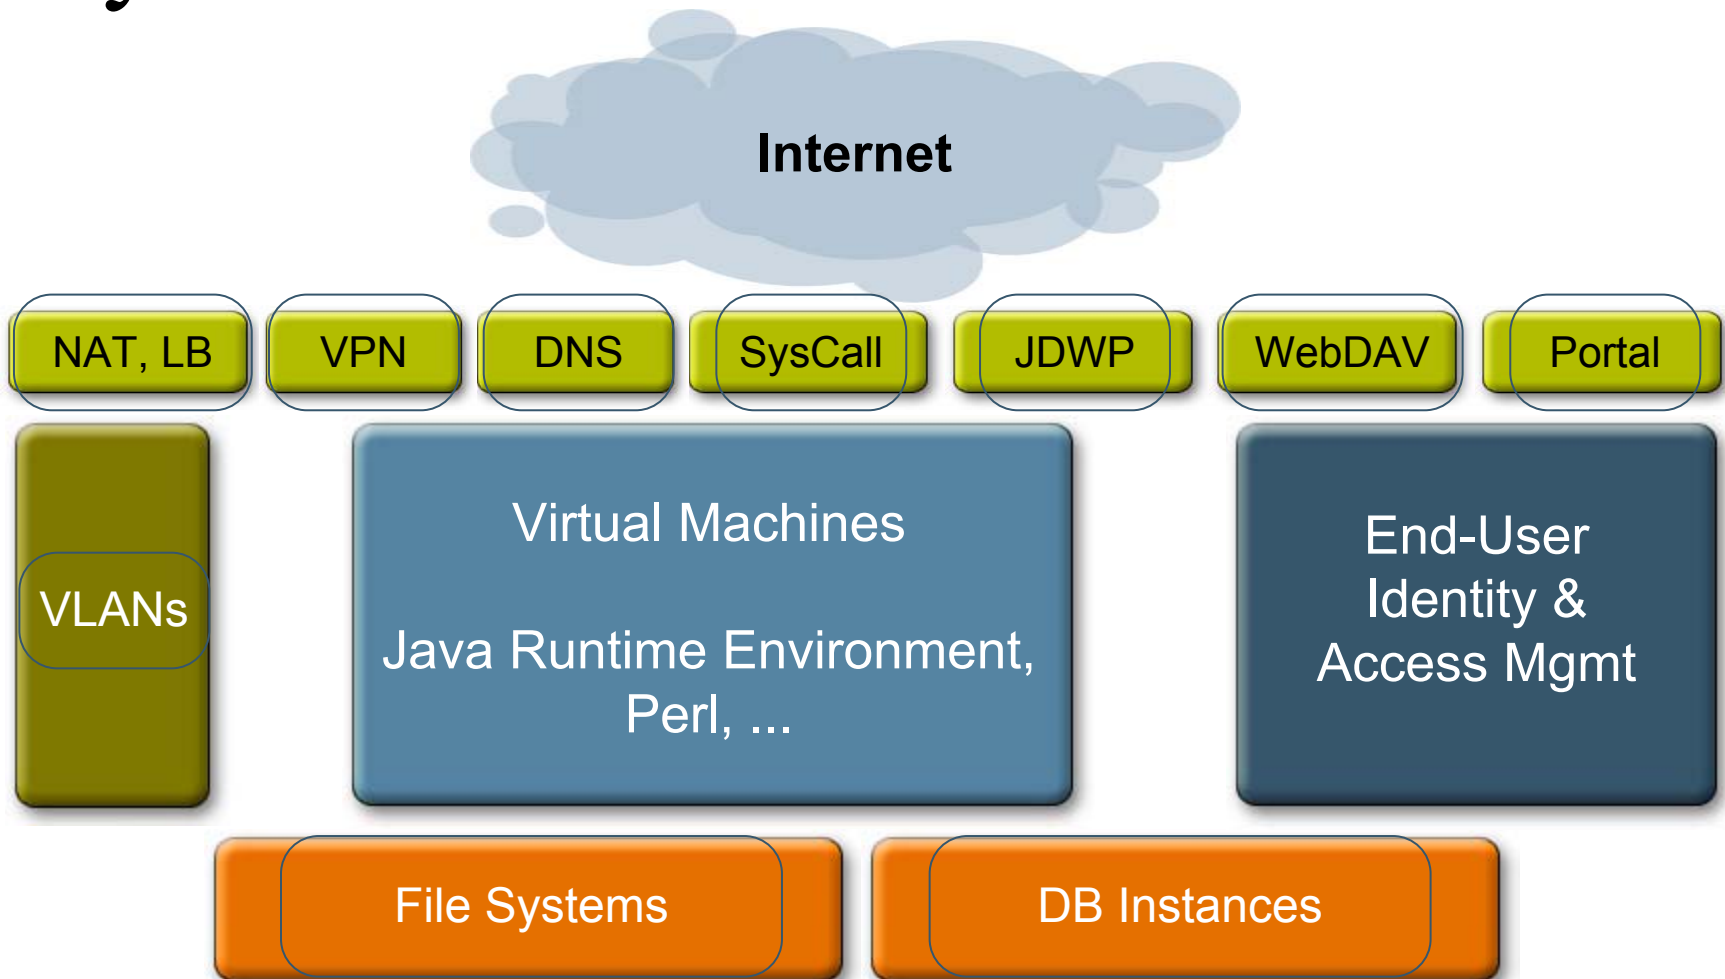 Internet
NAT, LB
VPN
DNS
SysCall
JDWP
WebDAV
Portal
VLANs
Virtual Machines
Java Runtime Environment,
Perl, ...
End-User
Identity &
Access Mgmt
File Systems
DB Instances